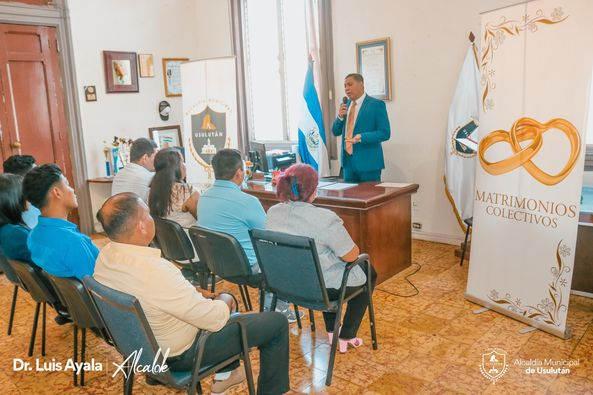 USULUTÁN
MATRIMONIOS
COLECTIVOS
Dr. Luis Ayala
Alcalde
Alcaldía Municipal
de Usulután